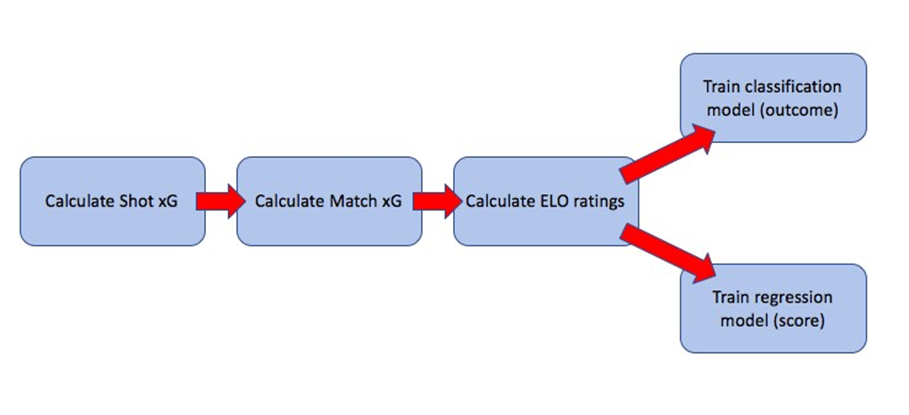 Train classification
model (outcome)
Calculate Shot xG
Calculate Match xG
Calculate ELO ratings
Train regression
model (score)